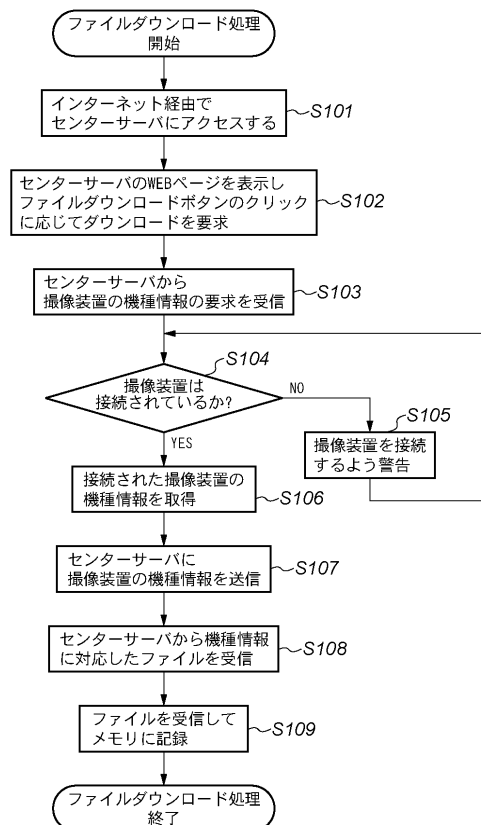 ファイルダウンロード処理
開始
インターネット経由で
センターサーバにアクセスする
S101
センターサーバのWEBページを表示し
ファイルダウンロードボタンのクリック
に応じてダウンロードを要求
S102
センターサーバから
撮像装置の機種情報の要求を受信
S103
S104
撮像装置は
接続されているか?
NO
YES
S105
撮像装置を接続
するよう警告
接続された撮像装置の
機種情報を取得
S106
センターサーバに
撮像装置の機種情報を送信
S107
センターサーバから機種情報
に対応したファイルを受信
S108
ファイルを受信して
メモリに記録
S109
ファイルダウンロード処理
終了